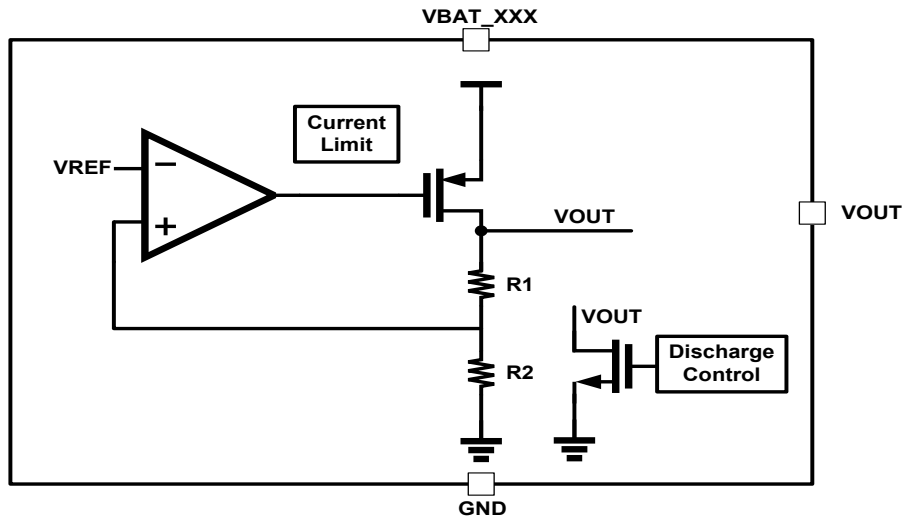 VBAT_XXX
Current
Limit
VREF
−
+
VOUT
VOUT
R1
VOUT
R2
Discharge
Control
GND